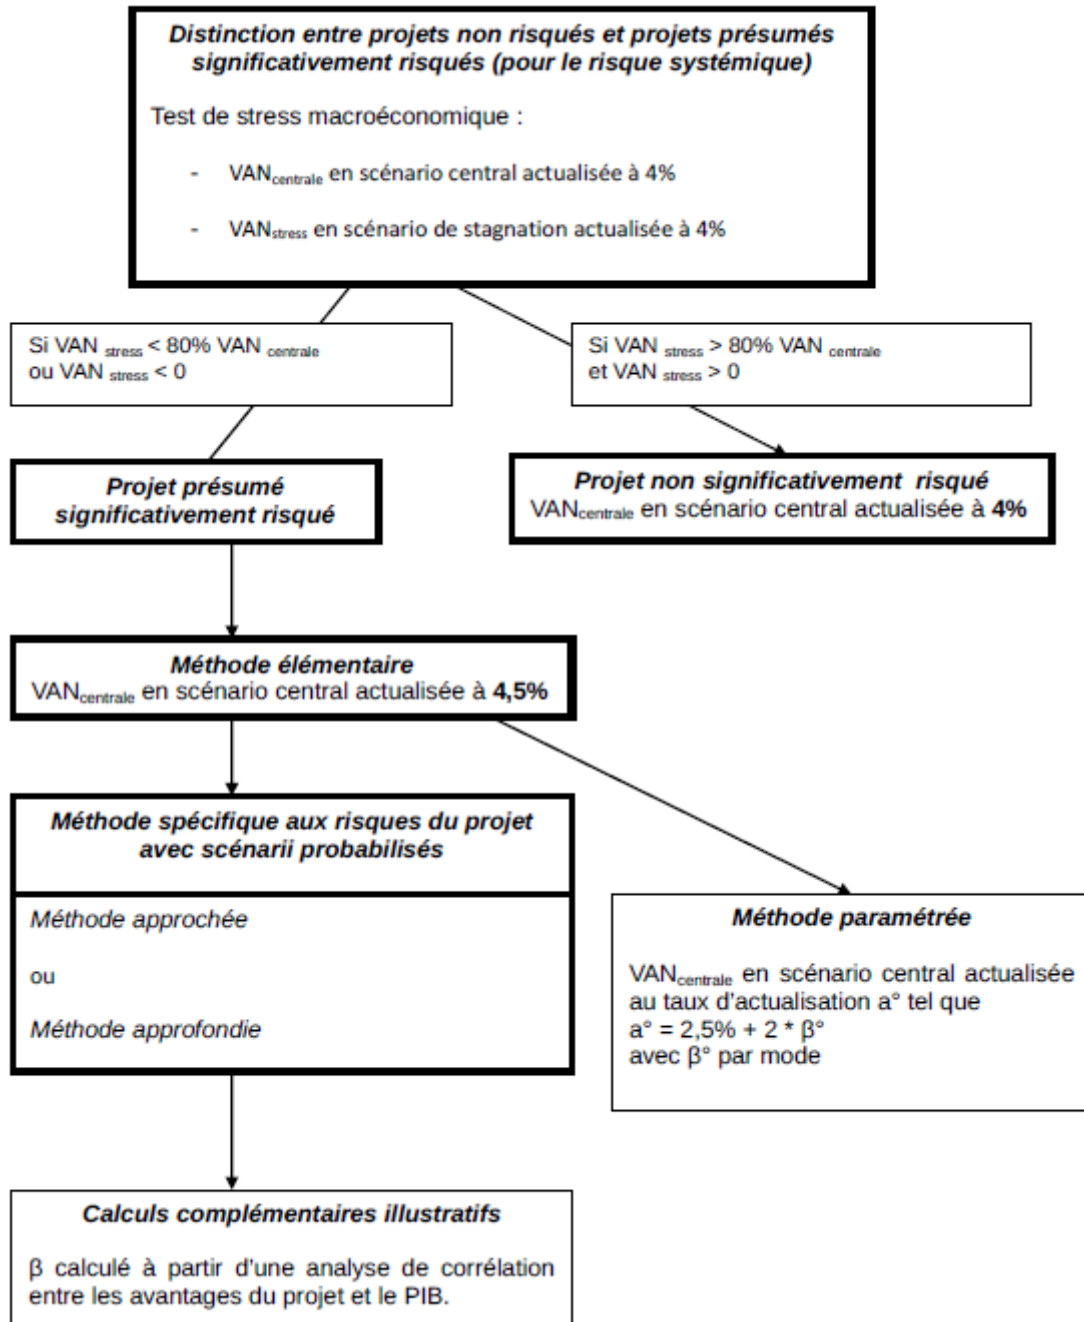 Distinction entre projets non risqués et projets présumés
significativement risqués (pour le risque systémique)
Test de stress macroéconomique :
- VANcentrale en scénario central actualisée à 4%
- VANstress en scénario de stagnation actualisée à 4%
Si VAN stress < 80% VAN centrale
ou VAN stress < 0
Si VAN stress > 80% VAN centrale
et VAN stress > 0
Projet présumé
significativement risqué
Projet non significativement risqué
VANcentrale en scénario central actualisée à 4%
Méthode élémentaire
VANcentrale en scénario central actualisée à 4,5%
Méthode spécifique aux risques du projet
avec scénarii probabilisés
Méthode approchée
ou
Méthode approfondie
Méthode paramétrée
VANcentrale en scénario central actualisée
au taux d'actualisation a° tel que
a° = 2,5% + 2 * β°
avec β° par mode
Calculs complémentaires illustratifs
β calculé à partir d'une analyse de corrélation
entre les avantages du projet et le PIB.